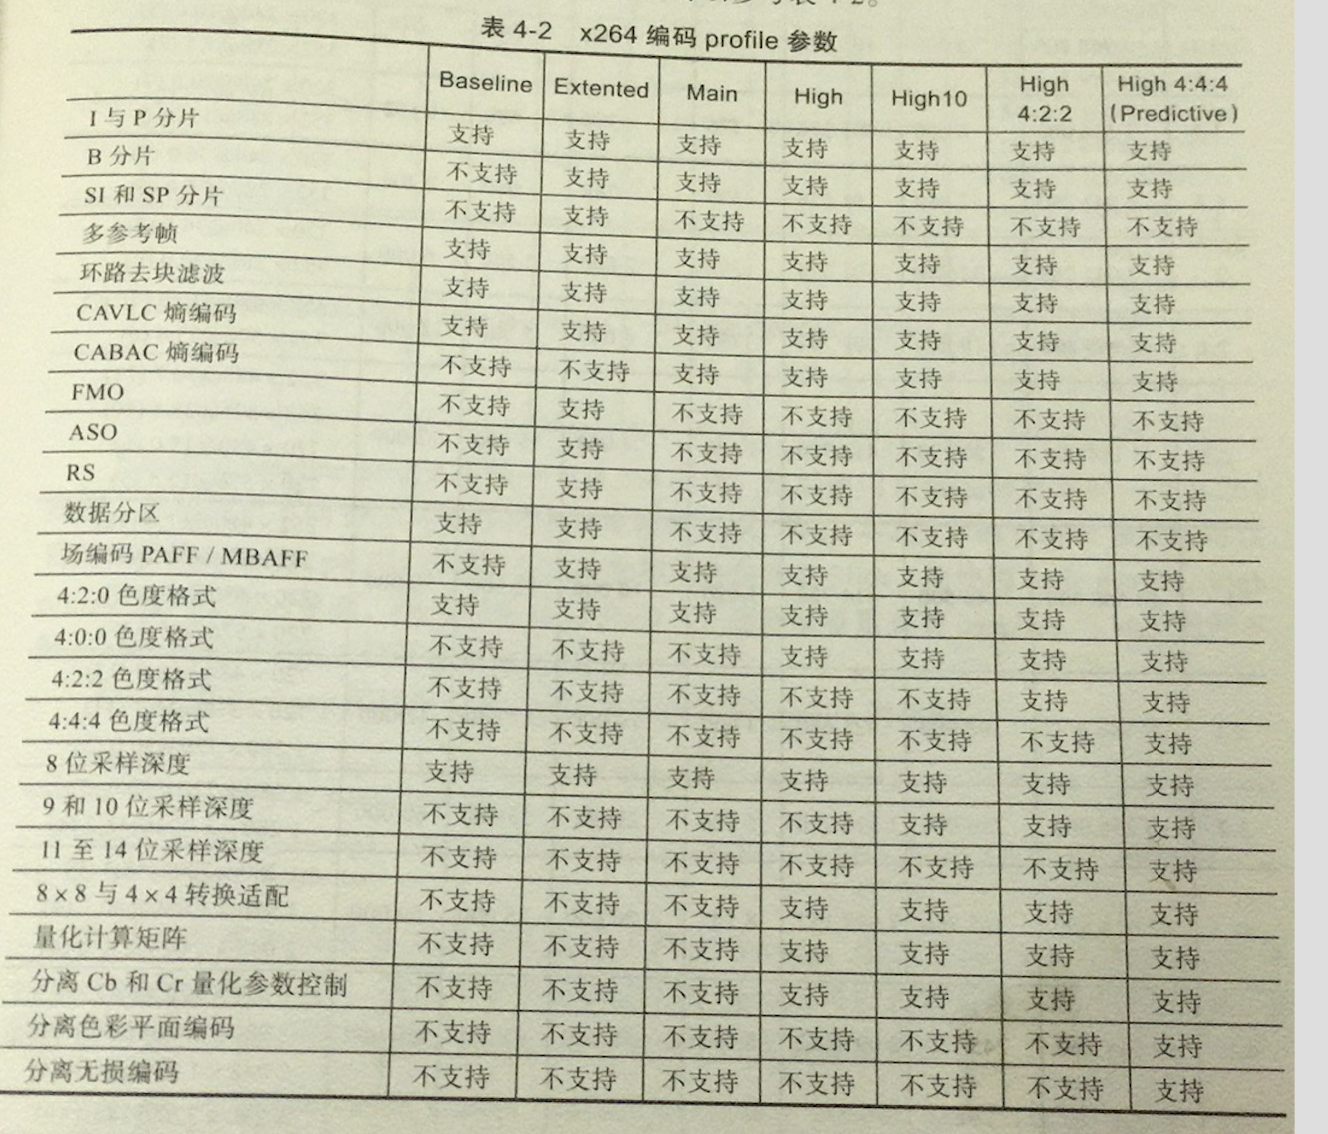 表 4-2 x264 编码 profile 参数
Baseline Extented Main High High10 High 4:2:2 High 4:4:4 (Predictive)
I 与 P 分片 支持 支持 支持 支持 支持 支持 支持
B 分片 不支持 支持 支持 支持 支持 支持 支持
SI 和 SP 分片 不支持 支持 不支持 不支持 不支持 不支持 不支持
多参考帧 支持 支持 支持 支持 支持 支持 支持
环路去块滤波 支持 支持 支持 支持 支持 支持 支持
CAVLC 熵编码 支持 支持 支持 支持 支持 支持 支持
CABAC 熵编码 不支持 不支持 支持 支持 支持 支持 支持
FMO 不支持 支持 不支持 不支持 不支持 不支持 不支持
ASO 不支持 支持 不支持 不支持 不支持 不支持 不支持
RS 不支持 支持 不支持 不支持 不支持 不支持 不支持
数据分区 支持 支持 不支持 不支持 不支持 不支持 不支持
场编码 PAFF / MBAFF 不支持 支持 支持 支持 支持 支持 支持
4:2:0 色度格式 支持 支持 支持 支持 支持 支持 支持
4:0:0 色度格式 不支持 不支持 不支持 支持 支持 支持 支持
4:2:2 色度格式 不支持 不支持 不支持 不支持 不支持 支持 支持
4:4:4 色度格式 不支持 不支持 不支持 不支持 不支持 不支持 支持
8 位采样深度 支持 支持 支持 支持 支持 支持 支持
9 和 10 位采样深度 不支持 不支持 不支持 不支持 支持 支持 支持
11 至 14 位采样深度 不支持 不支持 不支持 不支持 不支持 不支持 支持
8 × 8 与 4 × 4 转换适配 不支持 不支持 不支持 支持 支持 支持 支持
量化计算矩阵 不支持 不支持 不支持 支持 支持 支持 支持
分离 Cb 和 Cr 量化参数控制 不支持 不支持 不支持 支持 支持 支持 支持
分离色彩平面编码 不支持 不支持 不支持 不支持 不支持 不支持 支持
分离无损编码 不支持 不支持 不支持 不支持 不支持 不支持 支持